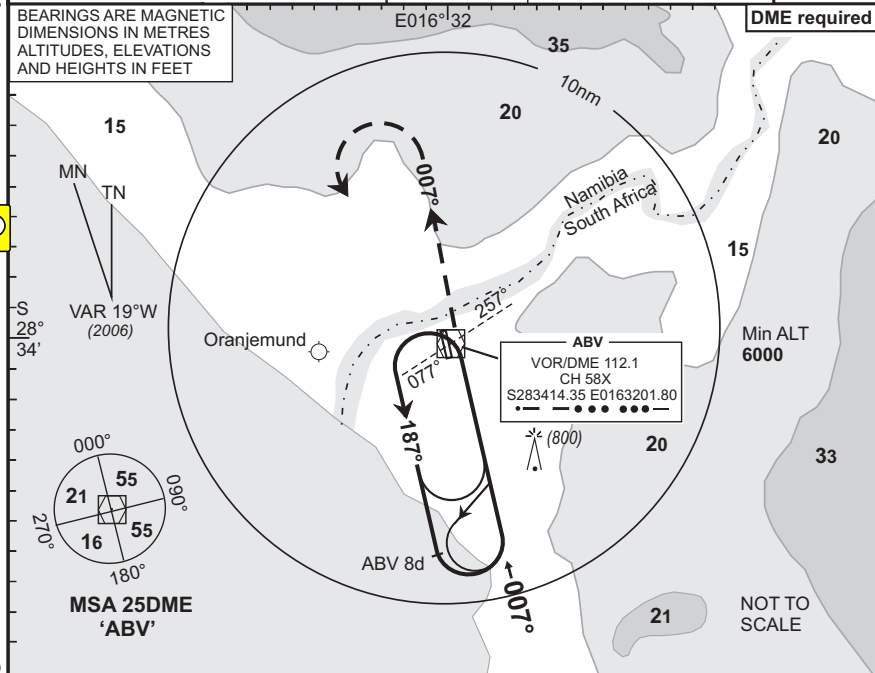 BEARINGS ARE MAGNETIC
DIMENSIONS IN METRES
ALTITUDES, ELEVATIONS
AND HEIGHTS IN FEET
E016°32
DME required
35
10nm
20
15
20
MN
TN
007°
Namibia
South Africa
15
VAR 19°W
(2006)
S
28°
34'
257°
Oranjemund
077°
Min ALT
6000
ABV
VOR/DME 112.1
CH 58X
S283414.35 E0163201.80
187°
(800)
20
33
000°
090°
180°
270°
55
21
16
55
ABV 8d
007°
MSA 25DME
'ABV'
21
NOT TO
SCALE